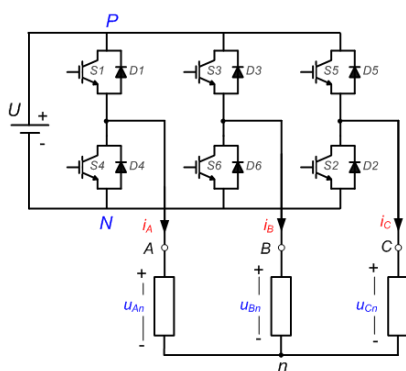 P
S1 D1 S3 D3 S5 D5
U + -
S4 D4 S6 D6 S2 D2
N
iA iB iC
A B C
+ + +
uAn uBn uCn
- - -
n